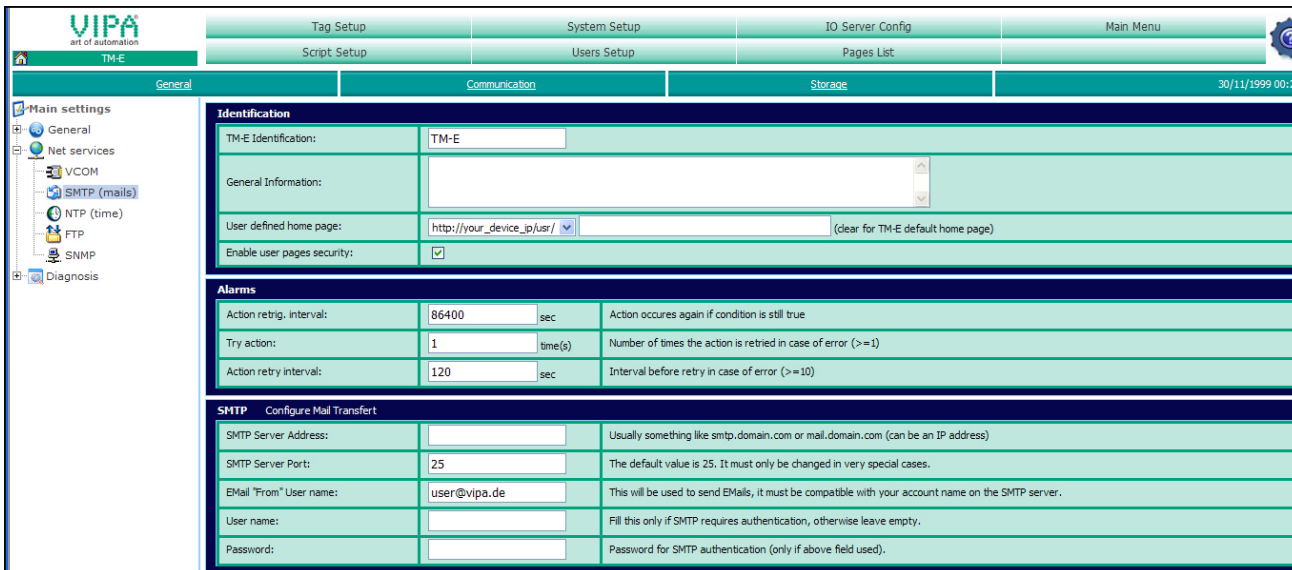 VIPA
art of automation
TM-E
Tag Setup
System Setup
IO Server Config
Main Menu
Script Setup
Users Setup
Pages List
General
Communication
Storage
30/11/1999 00:
Main settings
General
Net services
VCOM
SMTP (mails)
NTP (time)
FTP
SNMP
Diagnosis
Identification
TM-E Identification: TM-E
General Information:
User defined home page: http://your_device_ip/usr/ (clear for TM-E default home page)
Enable user pages security:
Alarms
Action retrig. interval: 86400 sec Action occures again if condition is still true
Try action: 1 time(s) Number of times the action is retried in case of error (>=1)
Action retry interval: 120 sec Interval before retry in case of error (>=10)
SMTP Configure Mail Transfert
SMTP Server Address: Usually something like smtp.domain.com or mail.domain.com (can be an IP address)
SMTP Server Port: 25 The default value is 25. It must only be changed in very special cases.
EMail "From" User name: user@vipa.de This will be used to send EMails, it must be compatible with your account name on the SMTP server.
User name: Fill this only if SMTP requires authentication, otherwise leave empty.
Password: Password for SMTP authentication (only if above field used).